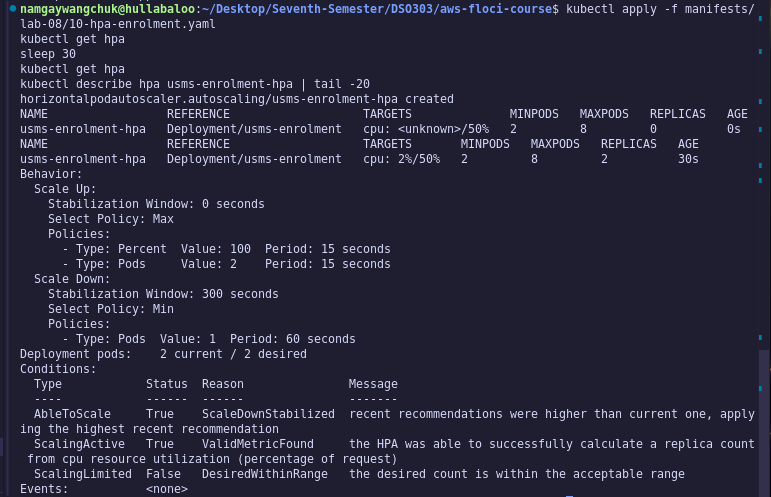 namgaywangchuk@hullabaloo:~/Desktop/Seventh-Semester/DSO303/aws-floci-course$ kubectl apply -f manifests/
lab-08/10-hpa-enrolment.yaml
kubectl get hpa
sleep 30
kubectl get hpa
kubectl describe hpa usms-enrolment-hpa | tail -20
horizontalpodautoscaler.autoscaling/usms-enrolment-hpa created
NAME                 REFERENCE                   TARGETS              MINPODS   MAXPODS   REPLICAS   AGE
usms-enrolment-hpa   Deployment/usms-enrolment   cpu: <unknown>/50%   2         8         0          0s
NAME                 REFERENCE                   TARGETS       MINPODS   MAXPODS   REPLICAS   AGE
usms-enrolment-hpa   Deployment/usms-enrolment   cpu: 2%/50%   2         8         2          30s
Behavior:
  Scale Up:
    Stabilization Window: 0 seconds
    Select Policy: Max
    Policies:
      - Type: Percent  Value: 100  Period: 15 seconds
      - Type: Pods     Value: 2    Period: 15 seconds
  Scale Down:
    Stabilization Window: 300 seconds
    Select Policy: Min
    Policies:
      - Type: Pods  Value: 1  Period: 60 seconds
Deployment pods:    2 current / 2 desired
Conditions:
  Type            Status  Reason               Message
  ----            ------  ------               -------
  AbleToScale     True    ScaleDownStabilized  recent recommendations were higher than current one, apply
ing the highest recent recommendation
  ScalingActive   True    ValidMetricFound     the HPA was able to successfully calculate a replica count
 from cpu resource utilization (percentage of request)
  ScalingLimited  False   DesiredWithinRange   the desired count is within the acceptable range
Events:           <none>